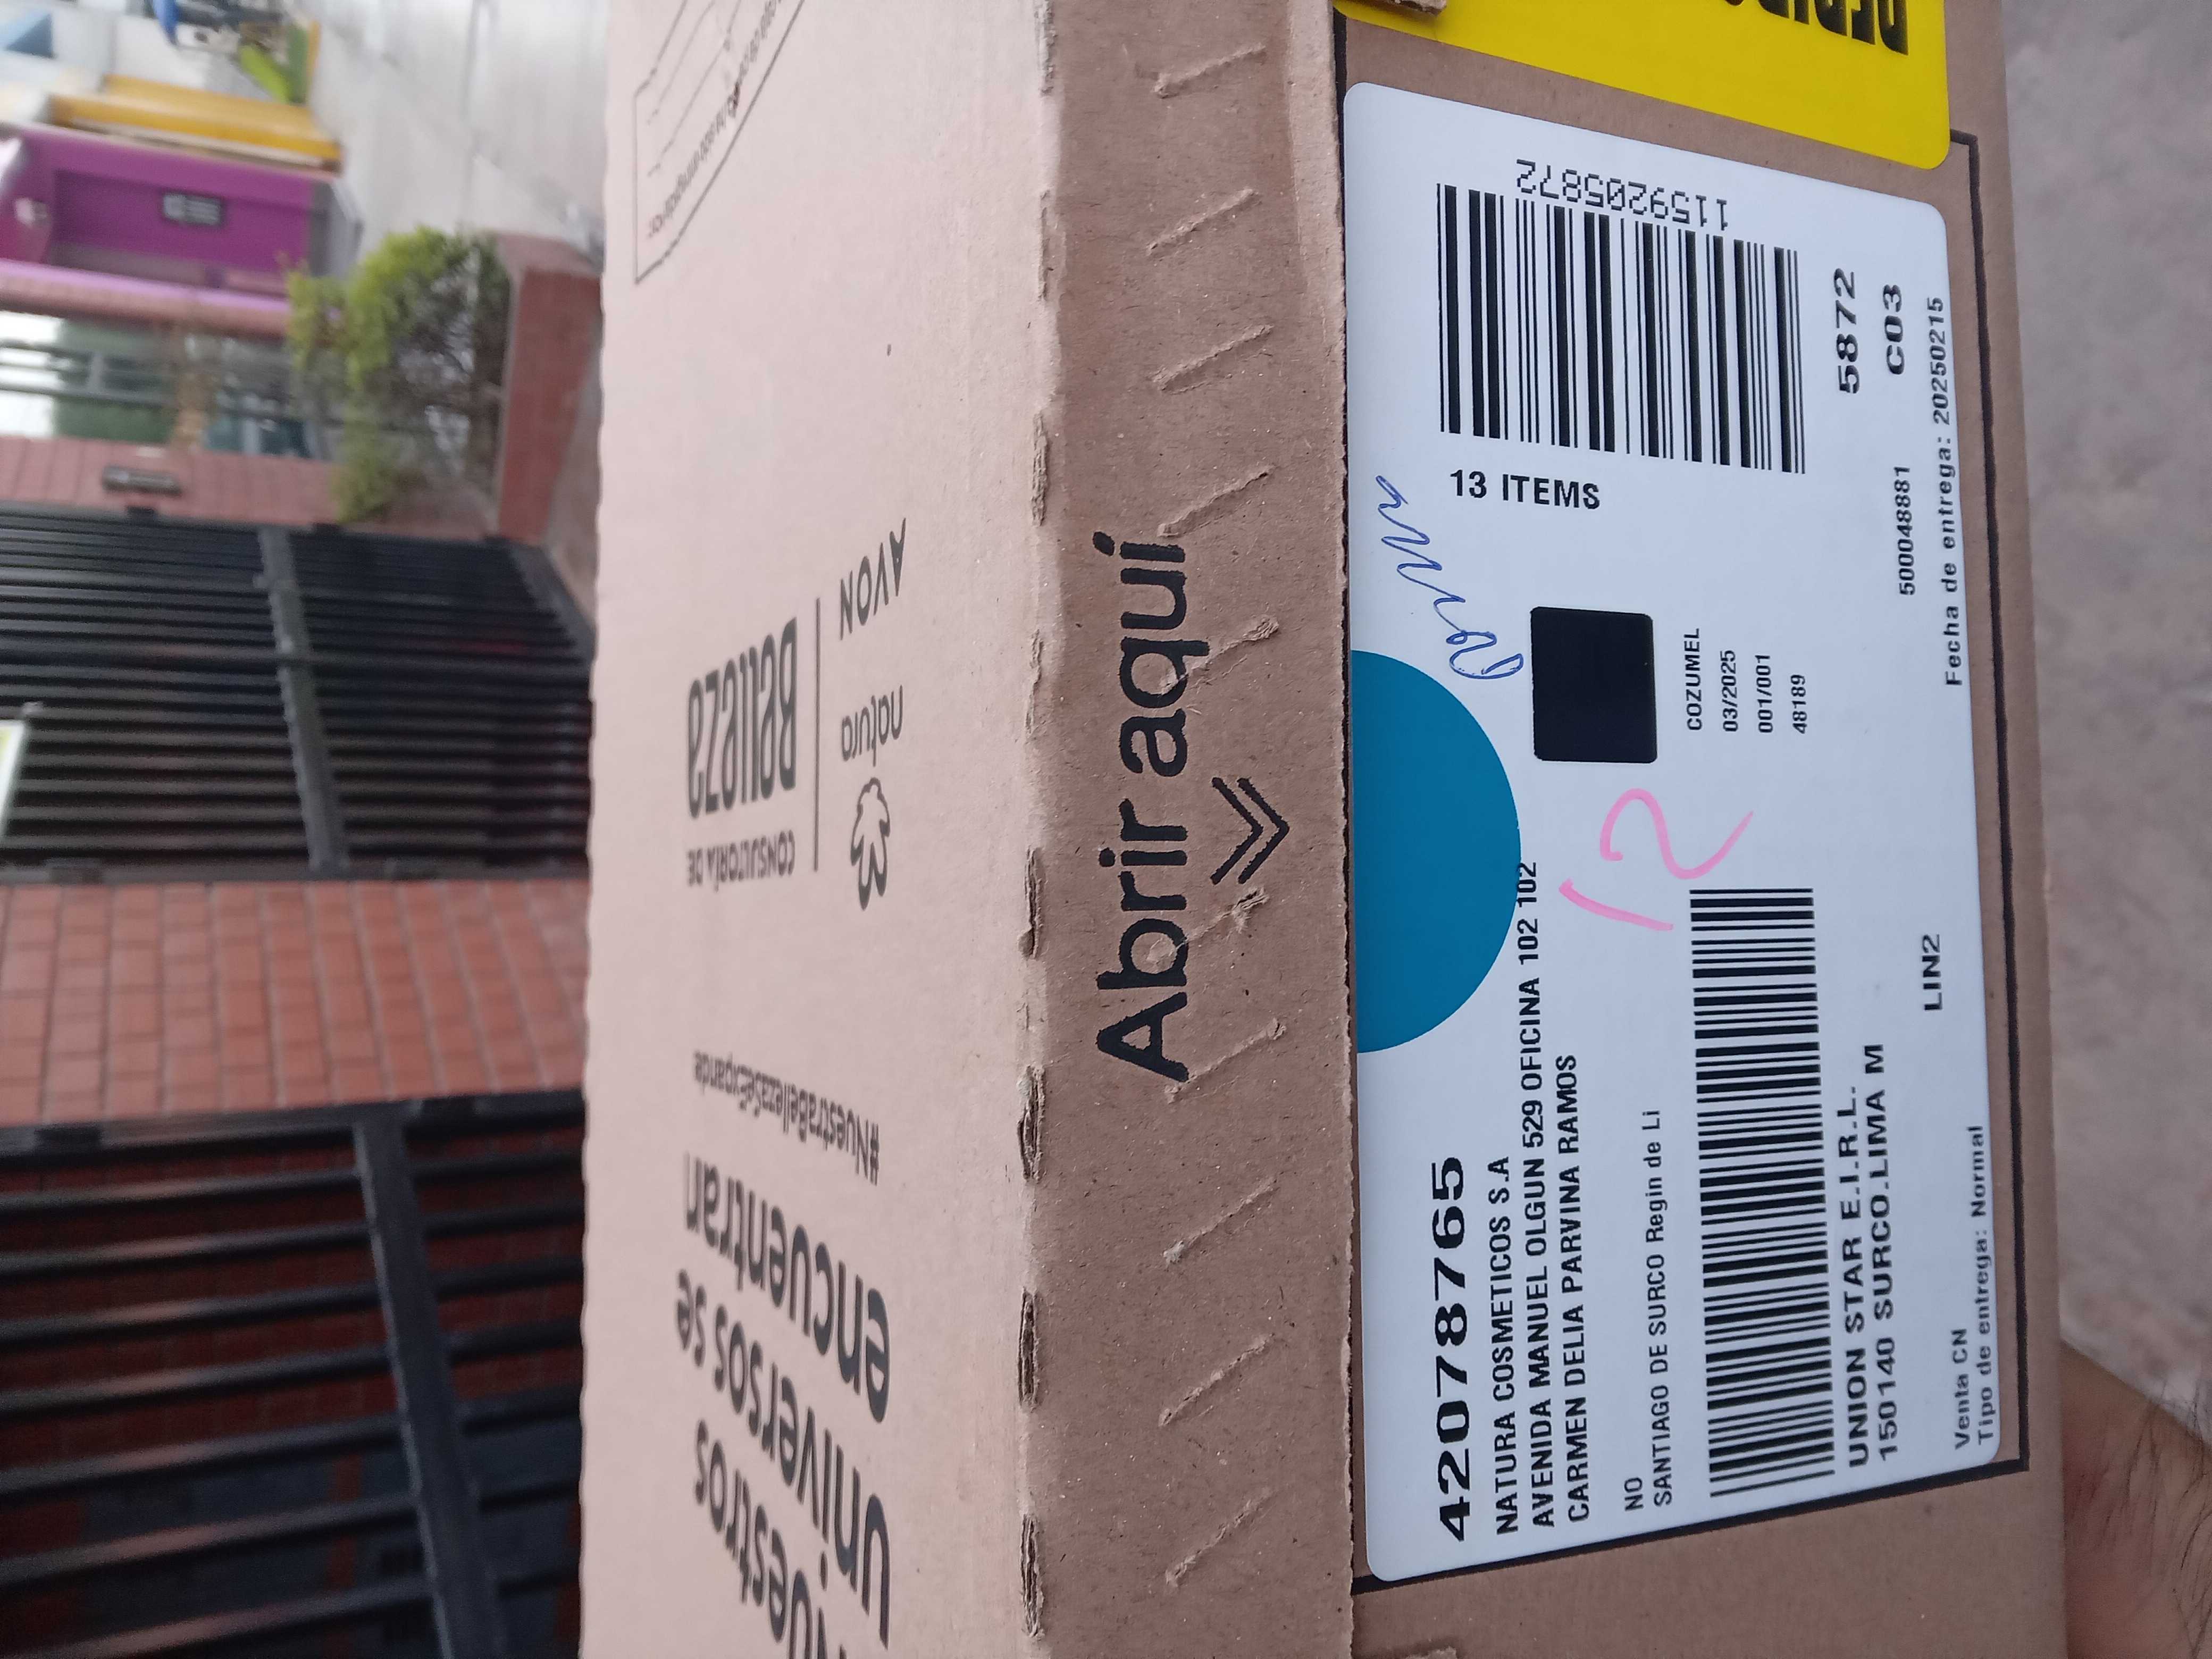 42078765
NATURA COSMETICOS S.A
AVENIDA MANUEL OLGUN 529 OFICINA 102 102
CARMEN DELIA PARVINA RAMOS
NO
SANTIAGO DE SURCO Regin de Li
UNION STAR E.I.R.L.
150140 SURCO.LIMA M
LIN2
Venta CN
Tipo de entrega: Normal
12
COZUMEL
03/2025
001/001
48189
13 ITEMS
1159205872
5872
C03
500048881
Fecha de entrega: 20250215
Abrir aquí
universos se
encuentran
#NuestraBellezaSeExpande
CONSULTORÍA DE
Belleza
natura
AVON